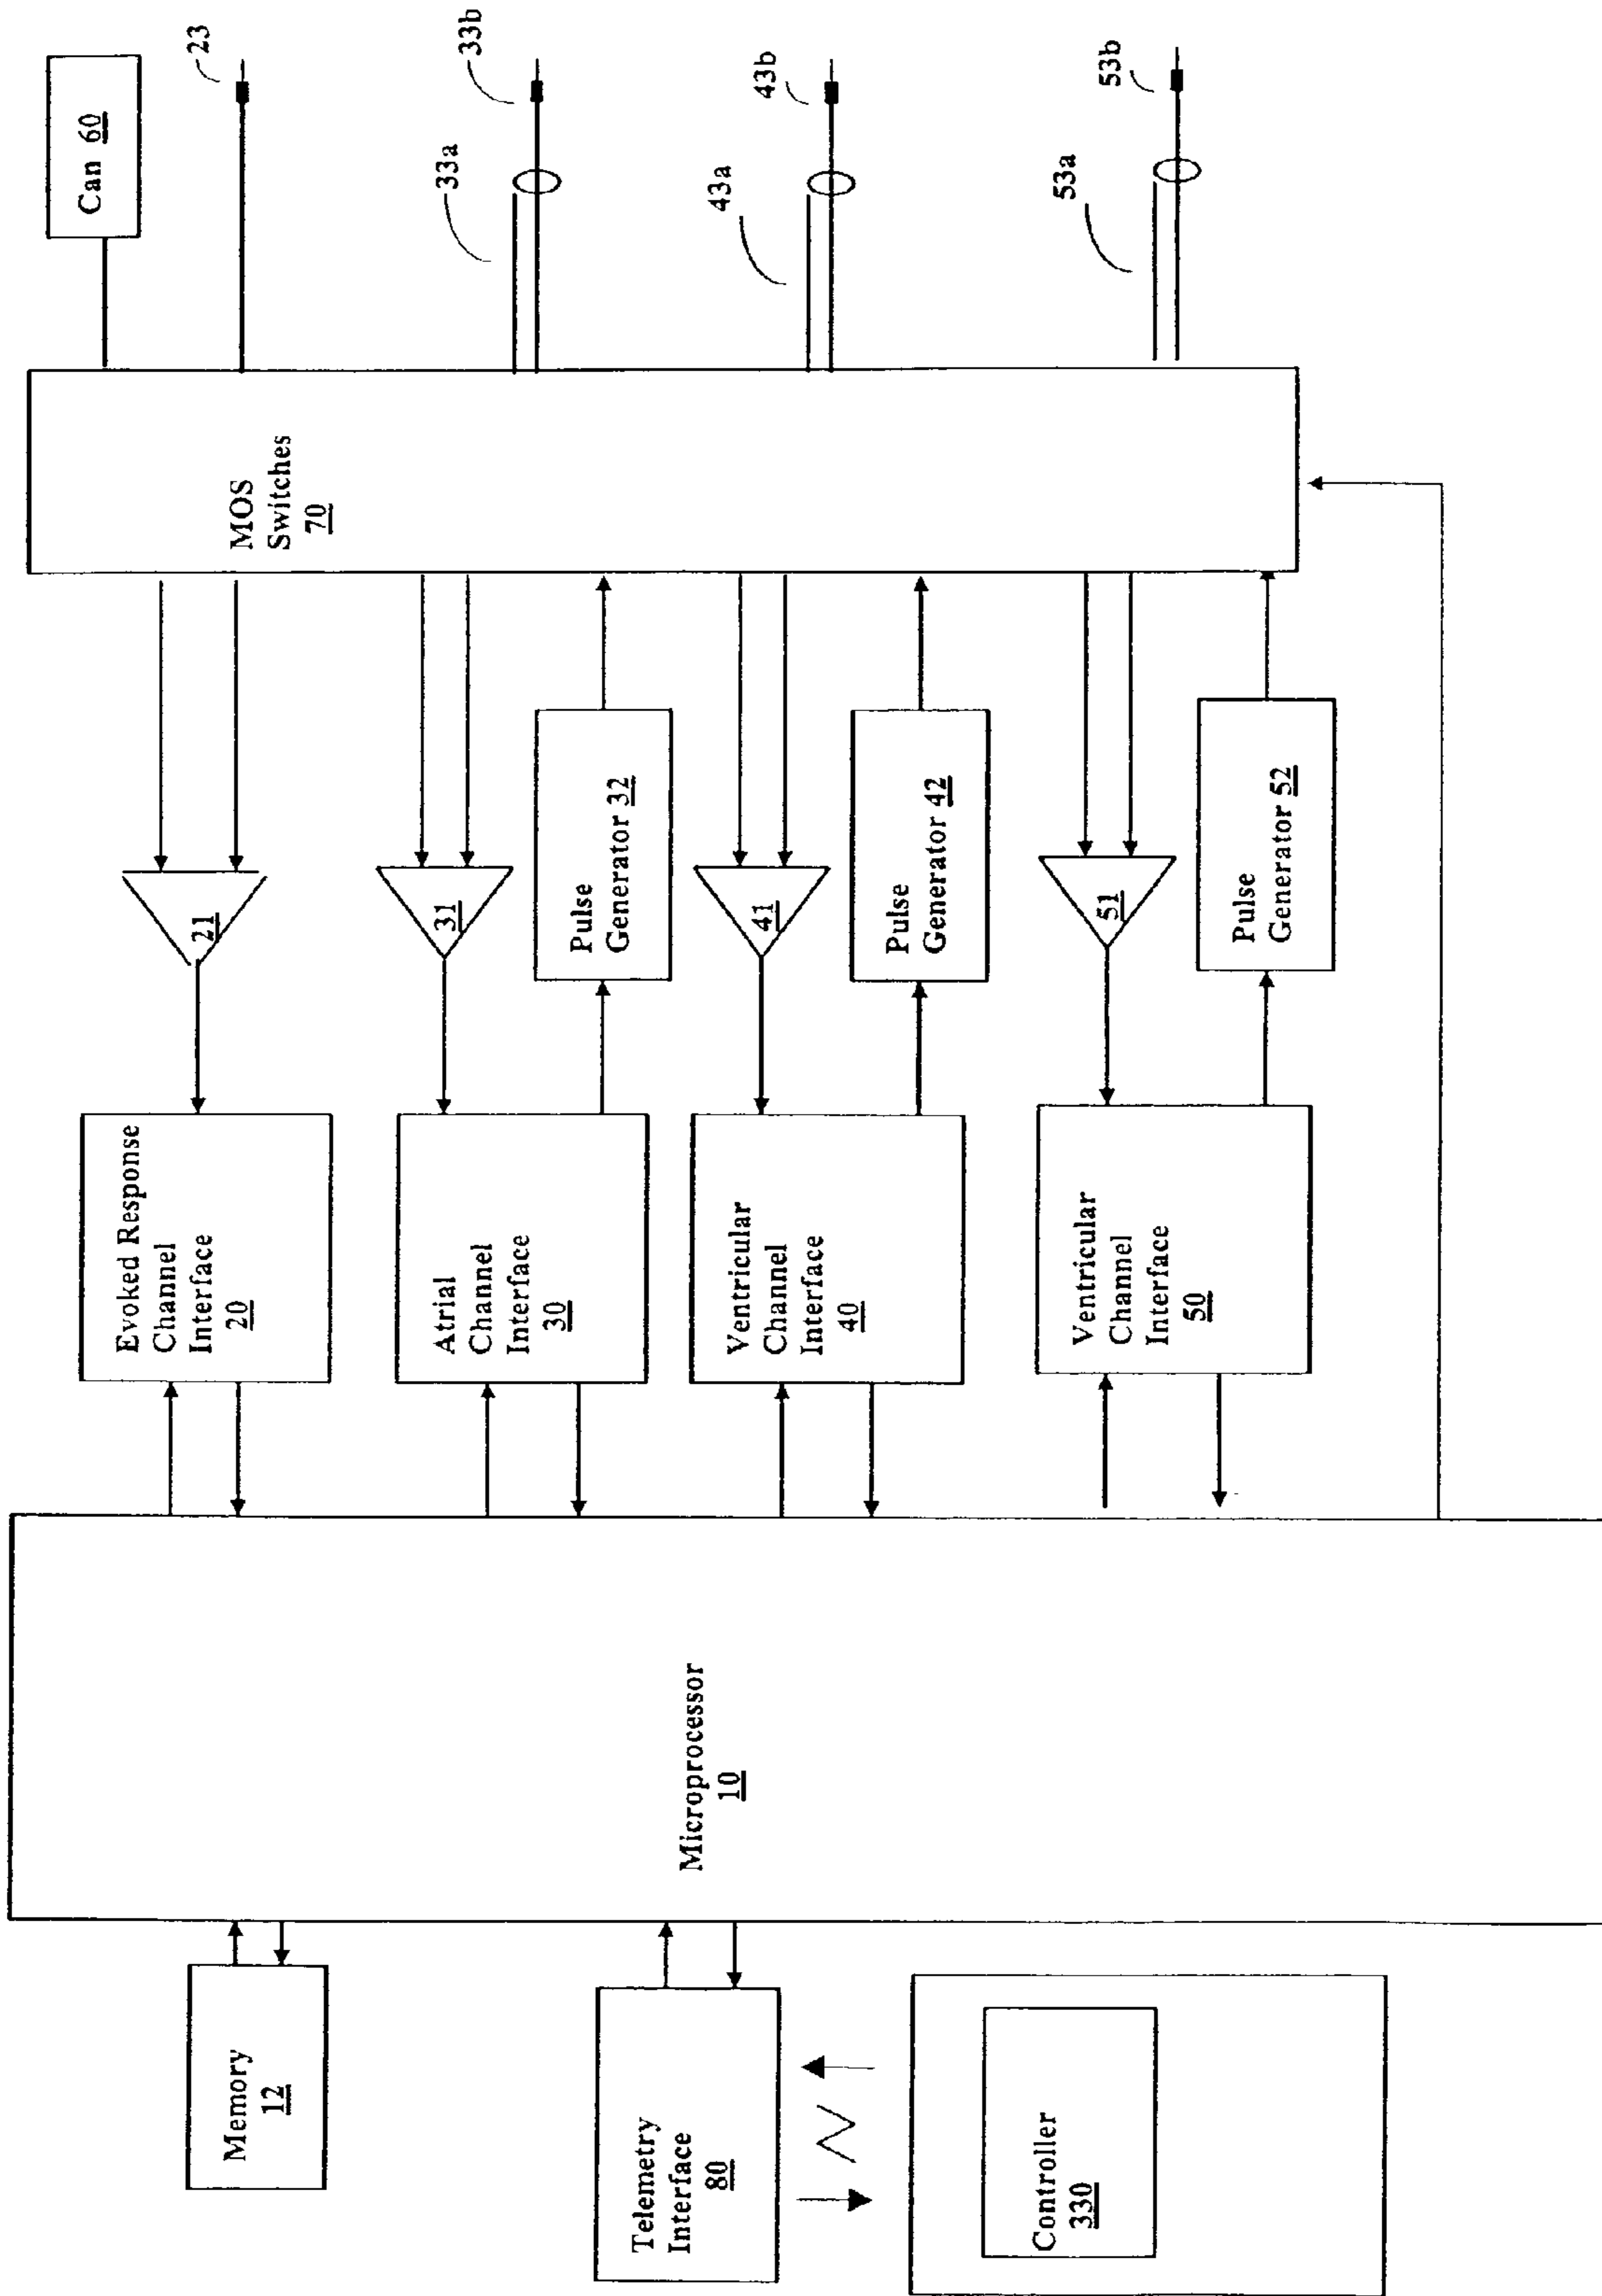 Can 60
23
33b
33a
43b
43a
53b
53a
MOS
Switches
70
21
31
Pulse
Generator 32
41
Pulse
Generator 42
51
Pulse
Generator 52
Evoked Response
Channel
Interface
20
Atrial
Channel
Interface
30
Ventricular
Channel
Interface
40
Ventricular
Channel
Interface
50
Microprocessor
10
Memory
12
Telemetry
Interface
80
Controller
330